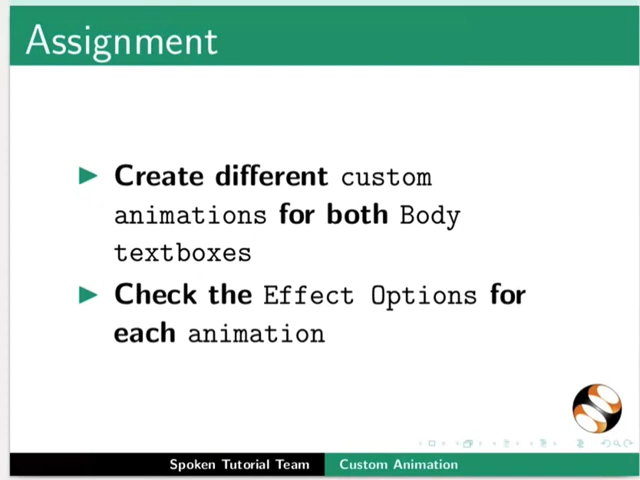 Assignment
Create different custom
animations for both Body
textboxes
Check the Effect Options for
each animation
Spoken Tutorial Team Custom Animation